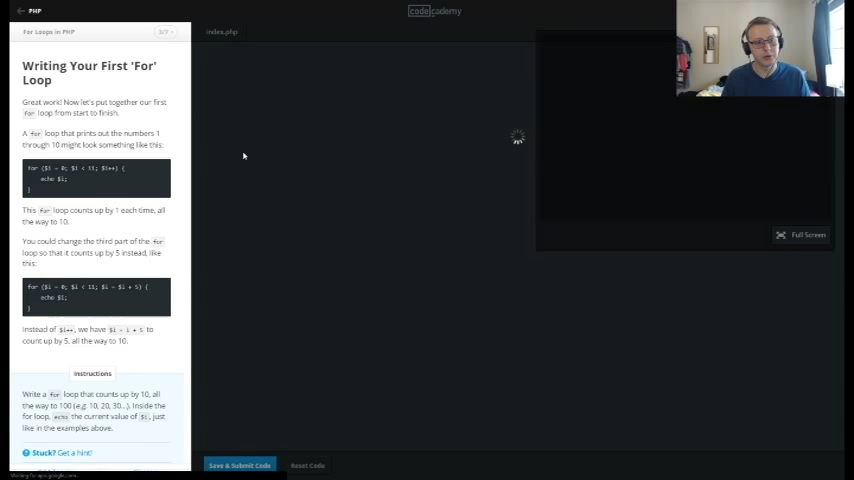 PHP
codecademy
For Loops in PHP
3/7
index.php
Writing Your First 'For'
Loop
Great work! Now let's put together our first
for loop from start to finish.
A for loop that prints out the numbers 1
through 10 might look something like this:
for ($i = 0; $i < 11; $i++) {
echo $i;
}
This for loop counts up by 1 each time, all
the way to 10.
You could change the third part of the for
loop so that it counts up by 5 instead, like
this:
for ($i = 0; $i < 11; $i = $i + 5) {
echo $i;
}
Instead of $i++, we have $i = i + 5 to
count up by 5, all the way to 10.
Instructions
Write a for loop that counts up by 10, all
the way to 100 (e.g. 10, 20, 30...). Inside the
for loop, echo the current value of $i, just
like in the examples above.
Stuck? Get a hint!
Full Screen
Save & Submit Code
Reset Code
Waiting for apis.google.com...